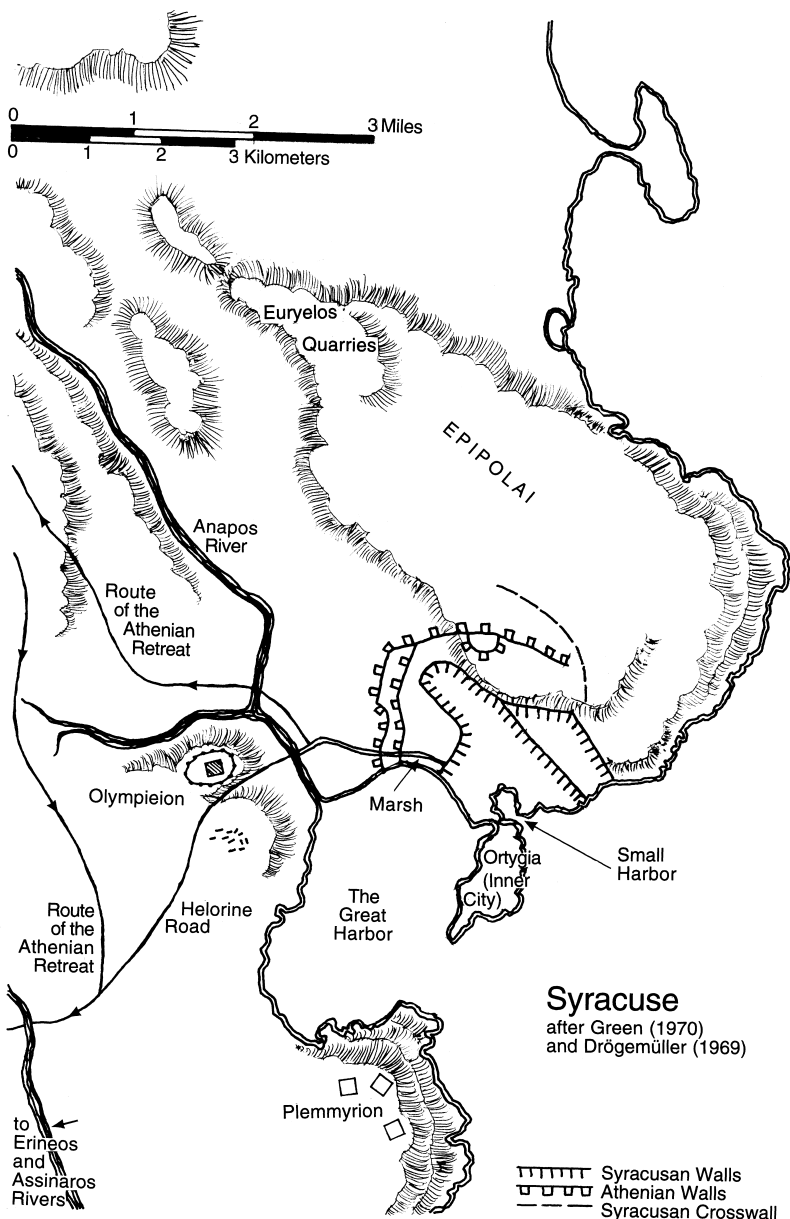 0 1 2 3 Miles
0 1 2 3 Kilometers
Euryelos
Quarries
EPIPOLAI
Anapos
River
Route
of the
Athenian
Retreat
Olympieion
Marsh
Small
Harbor
Ortygia
(Inner
City)
The
Great
Harbor
Helorine
Road
Route
of the
Athenian
Retreat
Syracuse
after Green (1970)
and Drögemüller (1969)
Plemmyrion
to
Erineos
and
Assinaros
Rivers
Syracusan Walls
Athenian Walls
Syracusan Crosswall